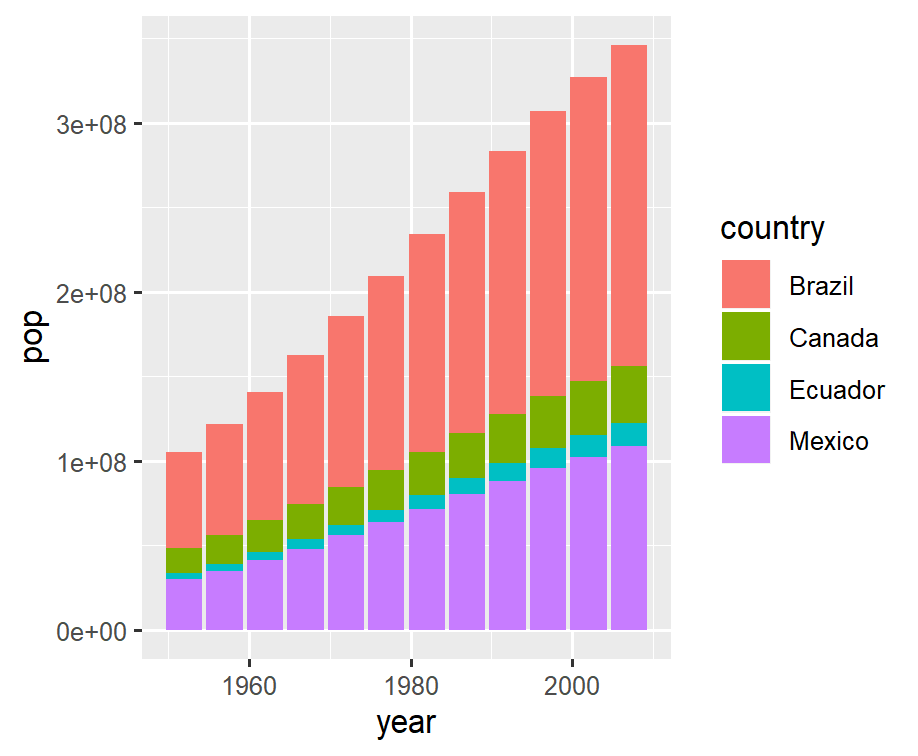 3e+08
2e+08
1e+08
0e+00
pop
1960 1980 2000
year
country
Brazil
Canada
Ecuador
Mexico